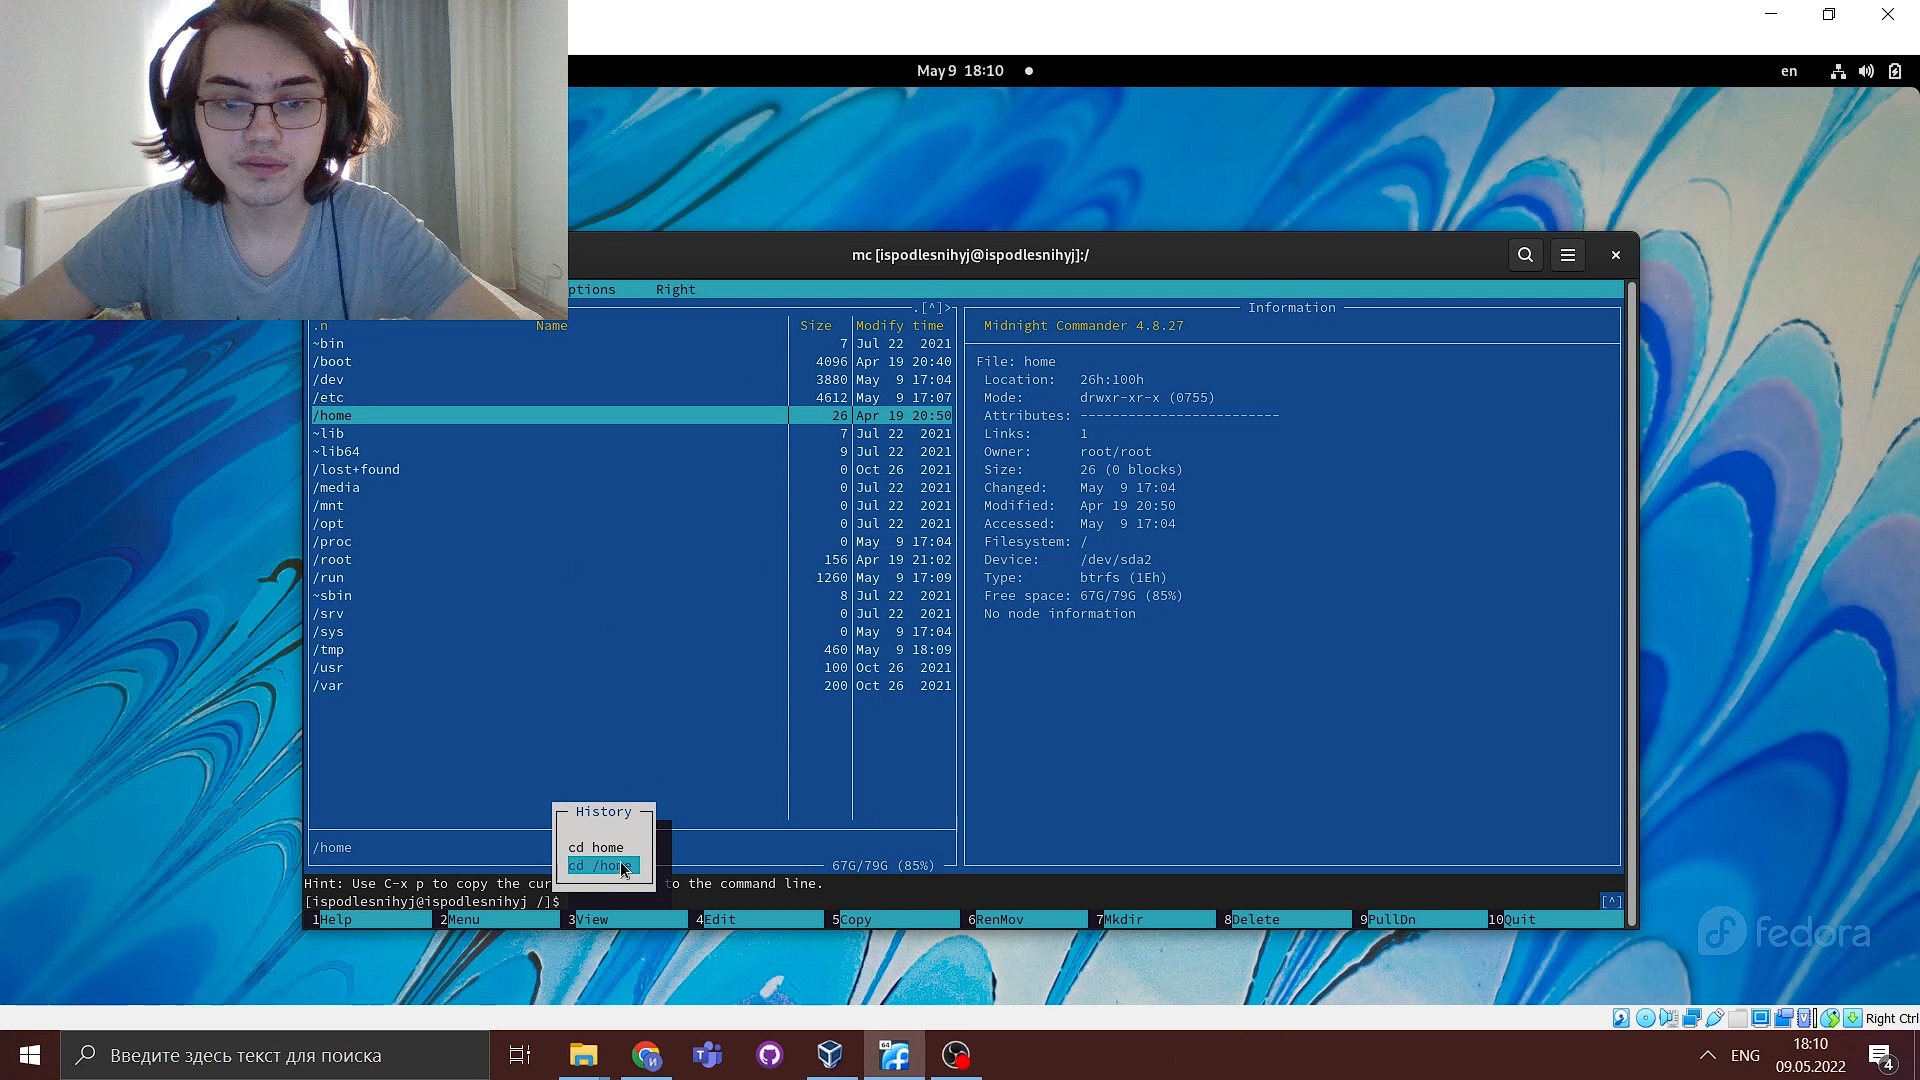 May 9 18:10
en
mc [ispodlesnihyj@ispodlesnihyj]:/
ptions Right
.[^]>
Information
.n Name Size Modify time
Midnight Commander 4.8.27
~bin 7 Jul 22 2021
/boot 4096 Apr 19 20:40
File: home
/dev 3880 May 9 17:04
Location: 26h:100h
/etc 4612 May 9 17:07
Mode: drwxr-xr-x (0755)
/home 26 Apr 19 20:50
Attributes: -------------------------
~lib 7 Jul 22 2021
Links: 1
~lib64 9 Jul 22 2021
Owner: root/root
/lost+found 0 Oct 26 2021
Size: 26 (0 blocks)
/media 0 Jul 22 2021
Changed: May 9 17:04
/mnt 0 Jul 22 2021
Modified: Apr 19 20:50
/opt 0 Jul 22 2021
Accessed: May 9 17:04
/proc 0 May 9 17:04
Filesystem: /
/root 156 Apr 19 21:02
Device: /dev/sda2
/run 1260 May 9 17:09
Type: btrfs (1Eh)
~sbin 8 Jul 22 2021
Free space: 67G/79G (85%)
/srv 0 Jul 22 2021
No node information
/sys 0 May 9 17:04
/tmp 460 May 9 18:09
/usr 100 Oct 26 2021
/var 200 Oct 26 2021
History
/home
cd home
cd /home
67G/79G (85%)
Hint: Use C-x p to copy the cur to the command line.
[ispodlesnihyj@ispodlesnihyj /]$
[^]
1Help 2Menu 3View 4Edit 5Copy 6RenMov 7Mkdir 8Delete 9PullDn 10Quit
fedora
Right Ctrl
Введите здесь текст для поиска
64
ENG
18:10
09.05.2022
4